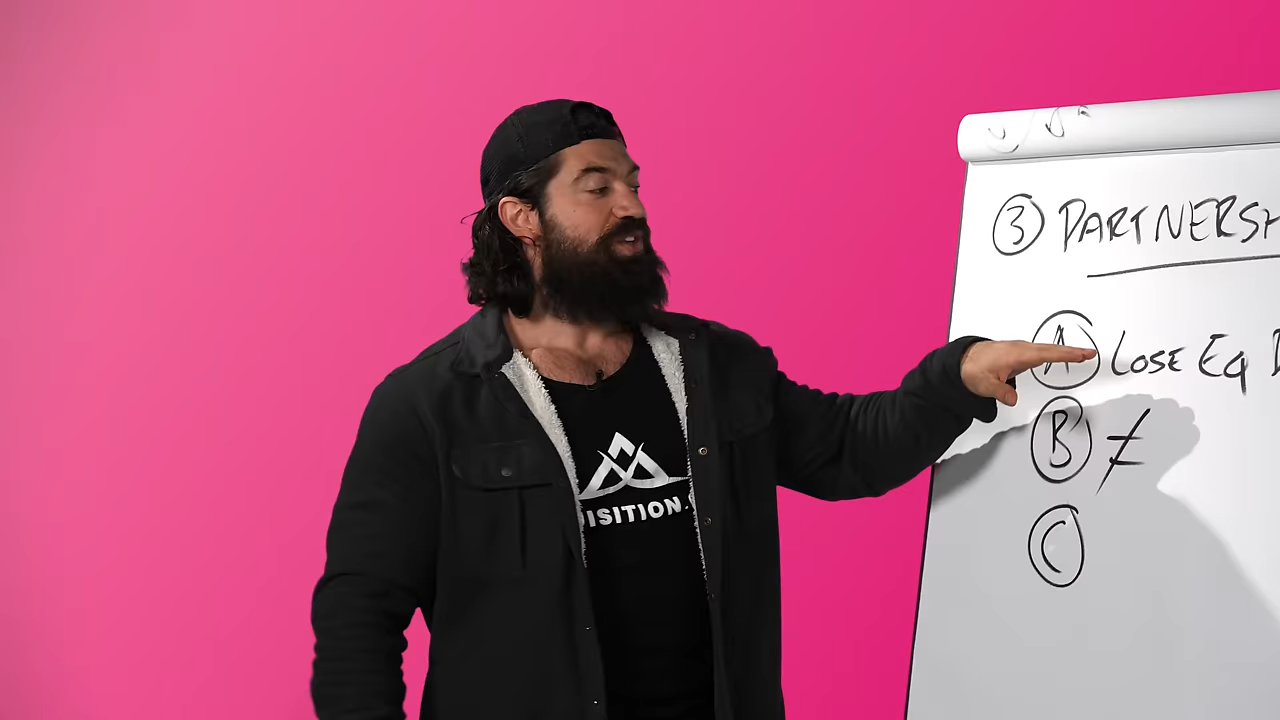 ③ PARTNERSH
Ⓐ LOSE EQ
Ⓑ ≠
Ⓒ
ISITION.